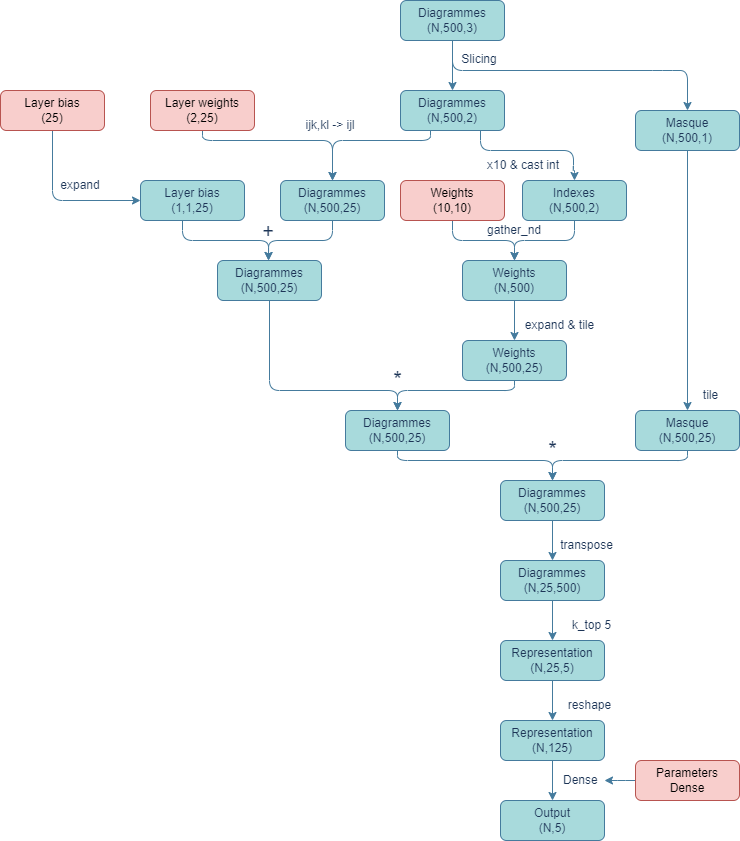 Diagrammes
(N,500,3)
Slicing
Layer bias
(25)
Layer weights
(2,25)
Diagrammes
(N,500,2)
Masque
(N,500,1)
ijk,kl -> ijl
x10 & cast int
expand
Layer bias
(1,1,25)
Diagrammes
(N,500,25)
Weights
(10,10)
Indexes
(N,500,2)
+
gather_nd
Diagrammes
(N,500,25)
Weights
(N,500)
expand & tile
Weights
(N,500,25)
*
tile
Diagrammes
(N,500,25)
Masque
(N,500,25)
*
Diagrammes
(N,500,25)
transpose
Diagrammes
(N,25,500)
k_top 5
Representation
(N,25,5)
reshape
Representation
(N,125)
Dense
Parameters
Dense
Output
(N,5)